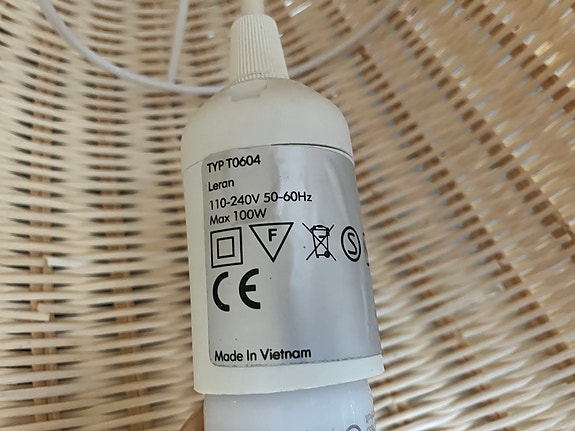 TYP T0604
Leran
110-240V 50-60Hz
Max 100W
F
S
CE
Made In Vietnam